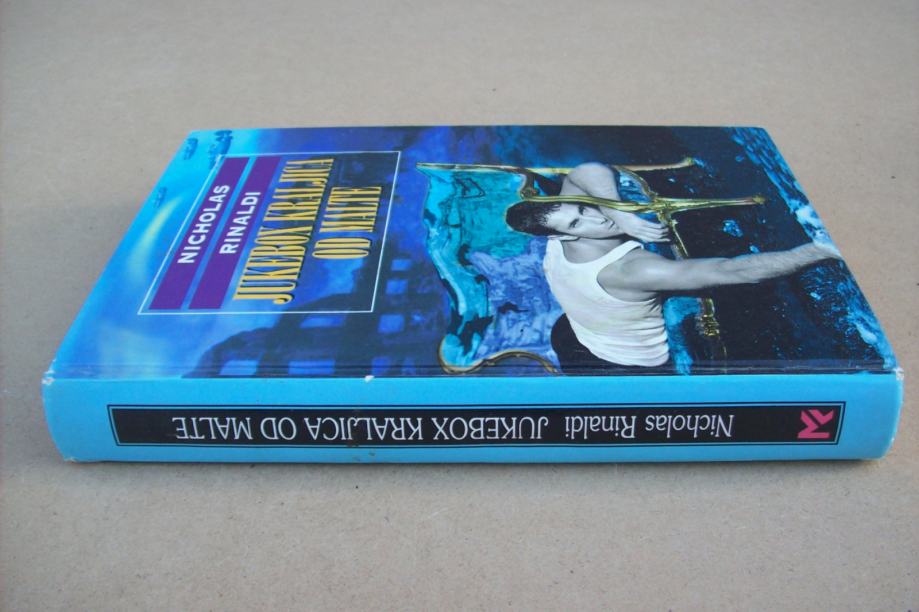 NICHOLAS
RINALDI
JUKEBOX KRALJICA
OD MALTE
Nicholas Rinaldi JUKEBOX KRALJICA OD MALTE